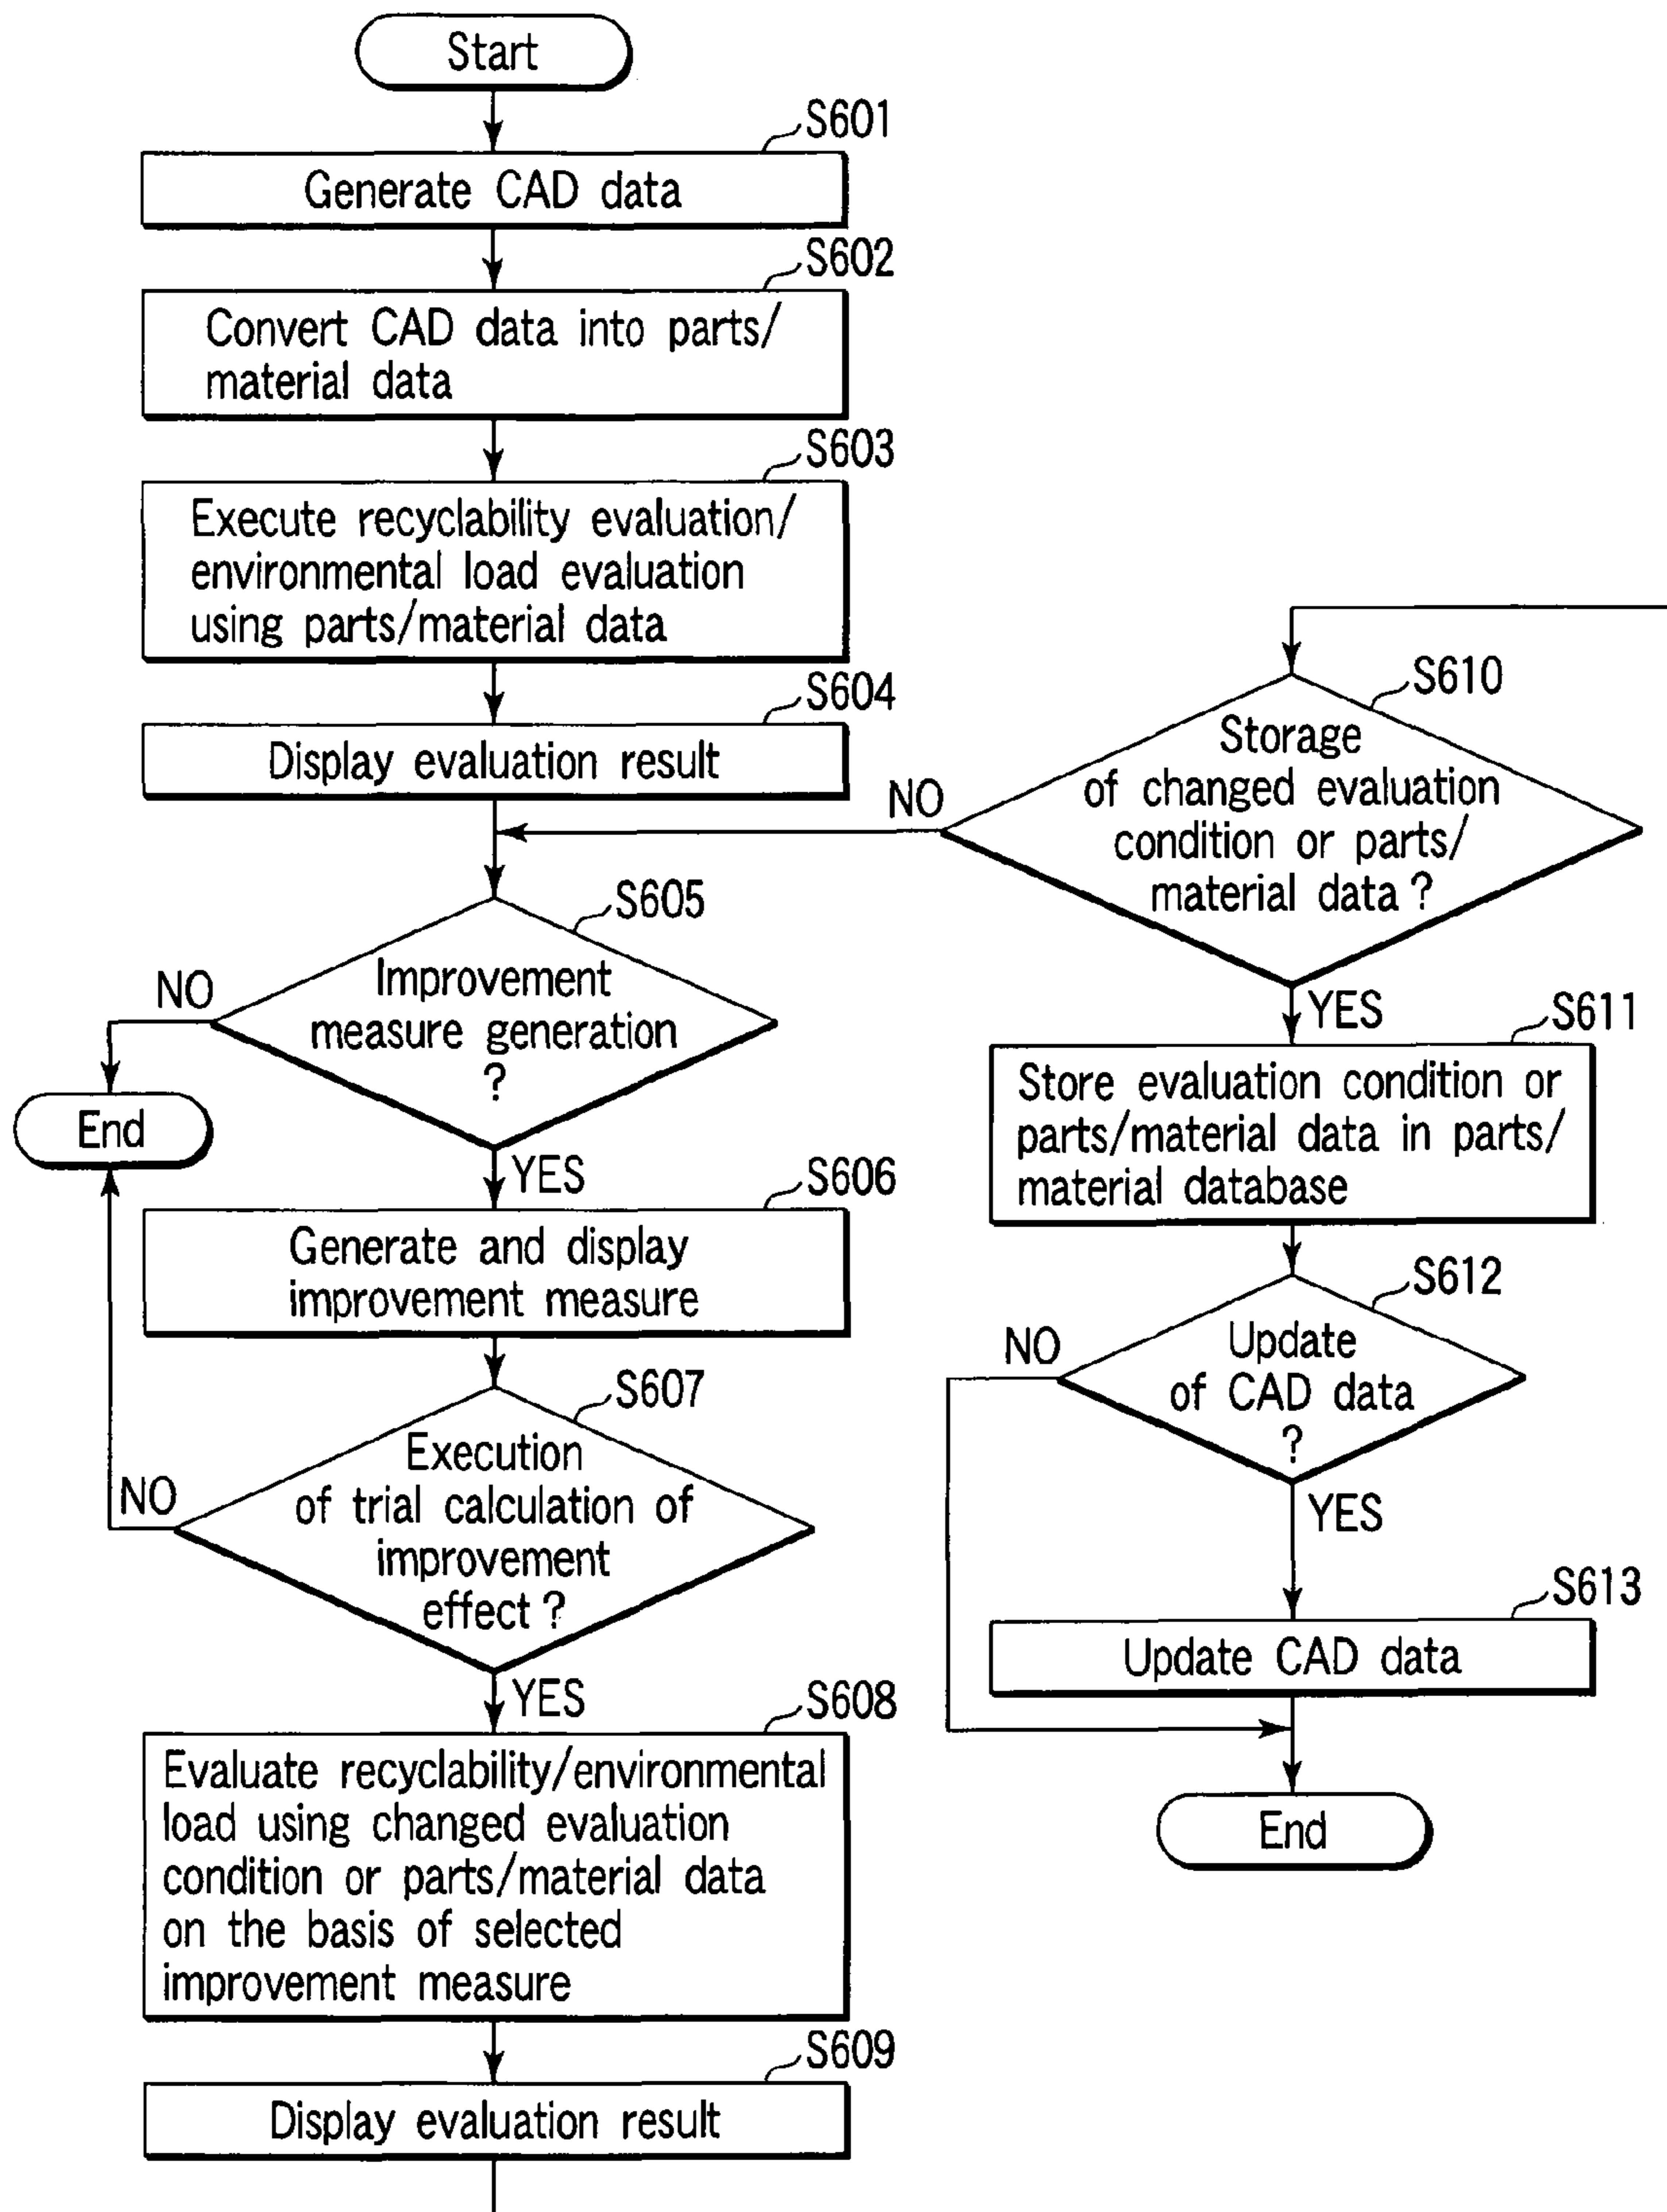 Start
S601
Generate CAD data
S602
Convert CAD data into parts/
material data
S603
Execute recyclability evaluation/
environmental load evaluation
using parts/material data
S604
Display evaluation result
S605
Improvement
measure generation
?
NO
End
YES
S606
Generate and display
improvement measure
S607
Execution
of trial calculation of
improvement
effect ?
NO
YES
S608
Evaluate recyclability/environmental
load using changed evaluation
condition or parts/material data
on the basis of selected
improvement measure
S609
Display evaluation result
S610
Storage
of changed evaluation
condition or parts/
material data ?
NO
YES
S611
Store evaluation condition or
parts/material data in parts/
material database
S612
Update
of CAD data
?
NO
YES
S613
Update CAD data
End